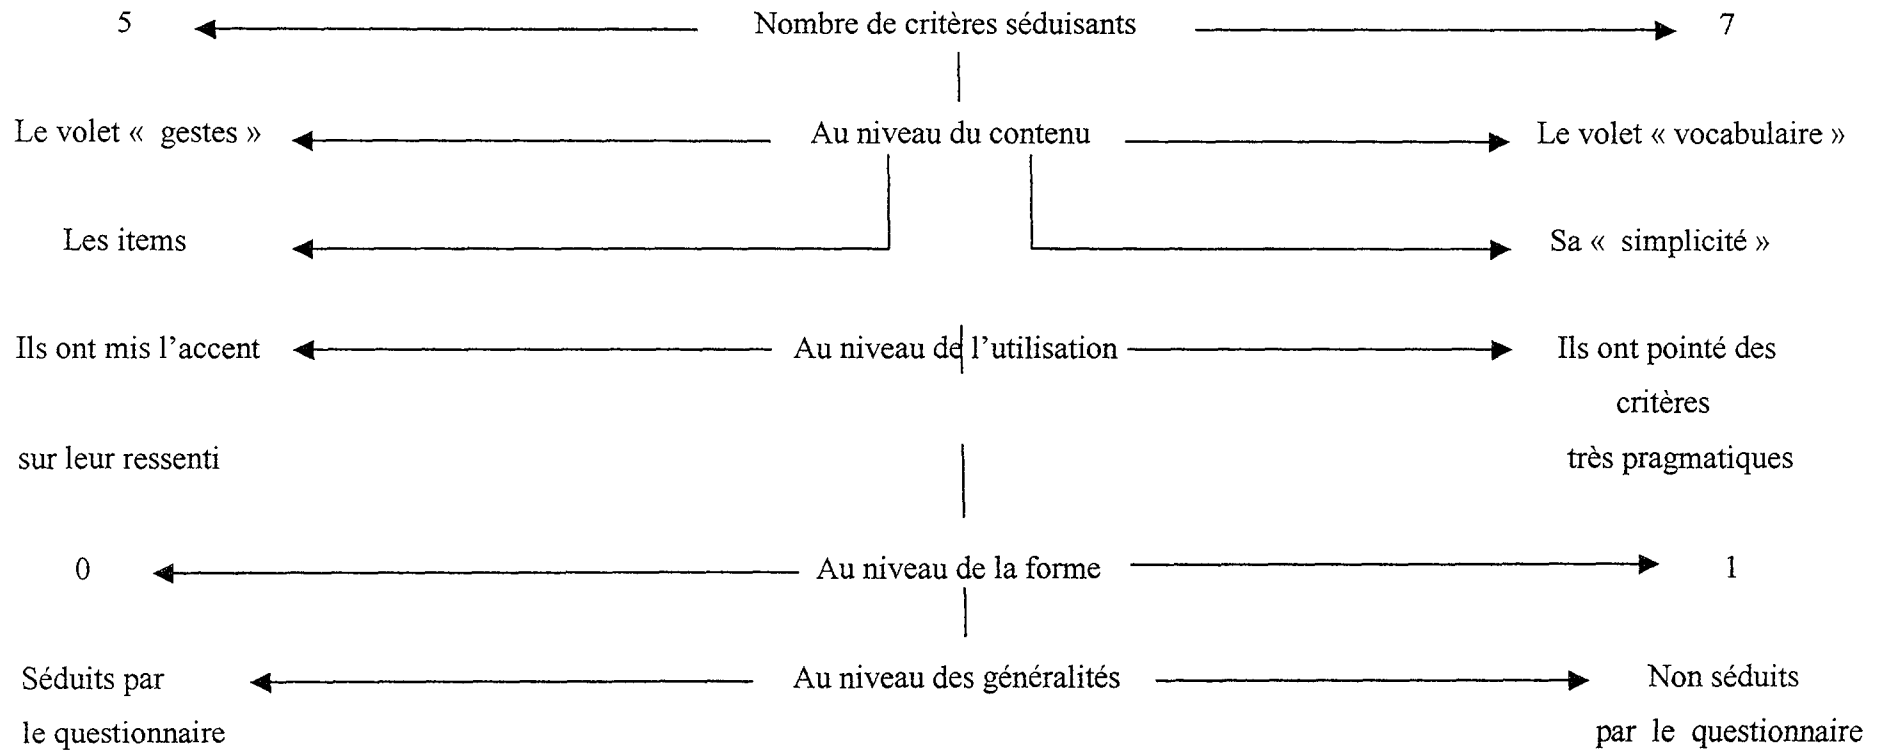 5 Nombre de critères séduisants 7
Le volet « gestes » Au niveau du contenu Le volet « vocabulaire »
Les items Sa « simplicité »
Ils ont mis l’accent Au niveau de l’utilisation Ils ont pointé des
critères
sur leur ressenti très pragmatiques
0 Au niveau de la forme 1
Séduits par Au niveau des généralités Non séduits
le questionnaire par le questionnaire